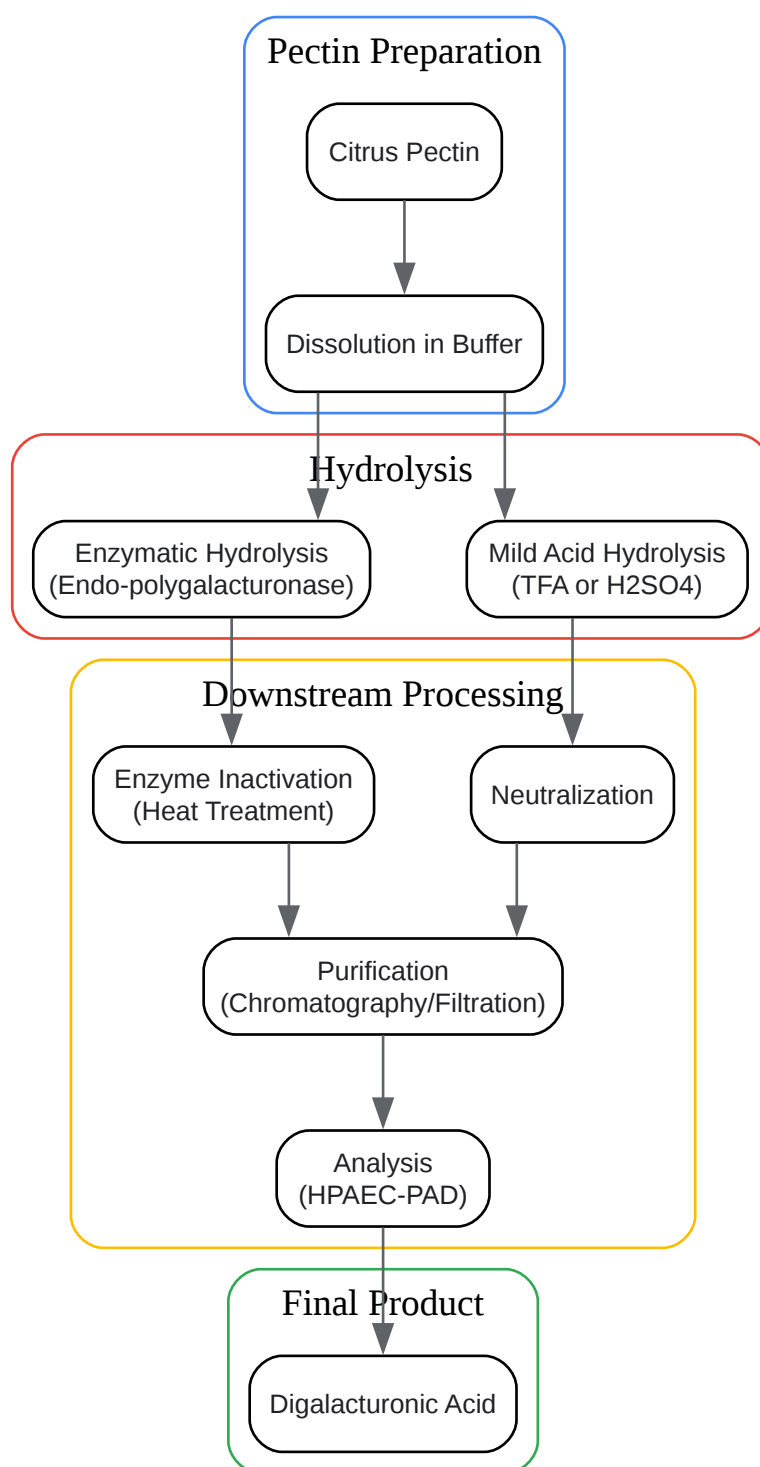 Pectin Preparation
Citrus Pectin
Dissolution in Buffer
Hydrolysis
Enzymatic Hydrolysis
(Endo-polygalacturonase)
Mild Acid Hydrolysis
(TFA or H2SO4)
Downstream Processing
Enzyme Inactivation
(Heat Treatment)
Neutralization
Purification
(Chromatography/Filtration)
Analysis
(HPAEC-PAD)
Final Product
Digalacturonic Acid